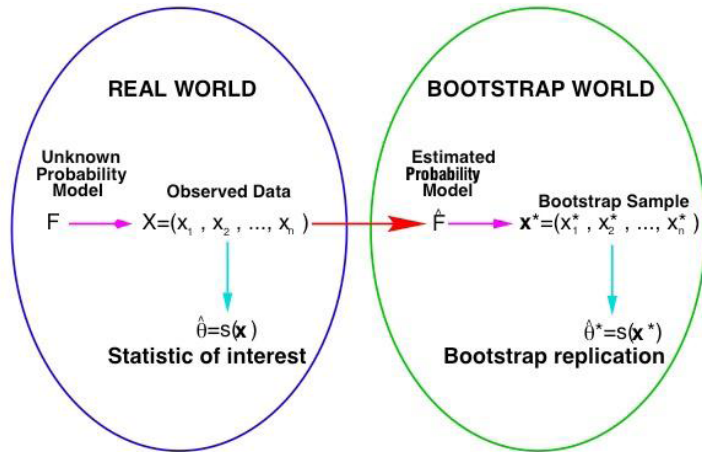 REAL WORLD
Unknown
Probability
Model
Observed Data
F
X=(x₁ , x₂ , ..., xₙ )
θ̂=s(x)
Statistic of interest
BOOTSTRAP WORLD
Estimated
Probability
Model
Bootstrap Sample
F̂
x*=(x₁* , x₂* , ..., xₙ* )
θ̂*=s(x*)
Bootstrap replication